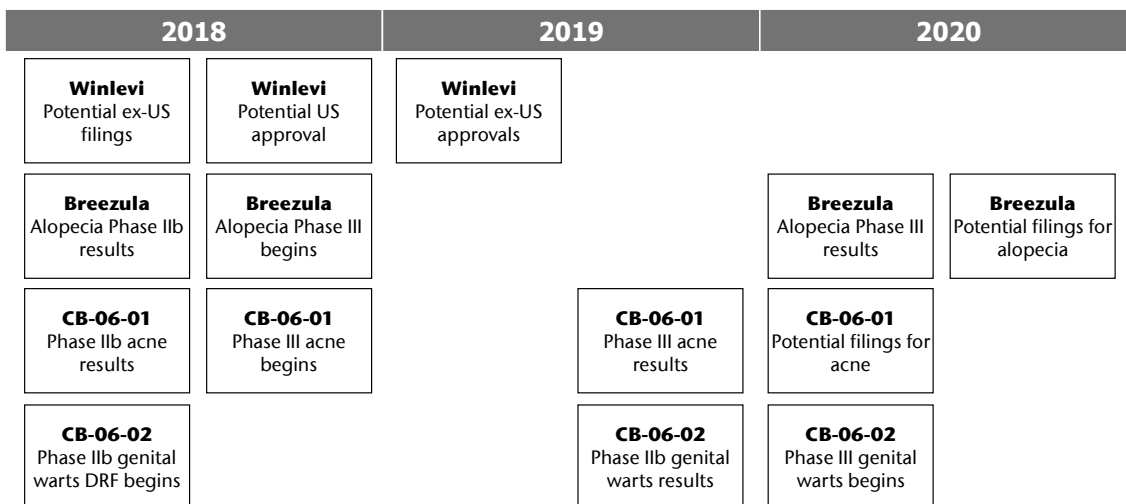 2018
2019
2020
Winlevi
Potential ex-US
filings
Winlevi
Potential US
approval
Winlevi
Potential ex-US
approvals
Breezula
Alopecia Phase IIb
results
Breezula
Alopecia Phase III
begins
Breezula
Alopecia Phase III
results
Breezula
Potential filings for
alopecia
CB-06-01
Phase IIb acne
results
CB-06-01
Phase III acne
begins
CB-06-01
Phase III acne
results
CB-06-01
Potential filings for
acne
CB-06-02
Phase IIb genital
warts DRF begins
CB-06-02
Phase IIb genital
warts results
CB-06-02
Phase III genital
warts begins